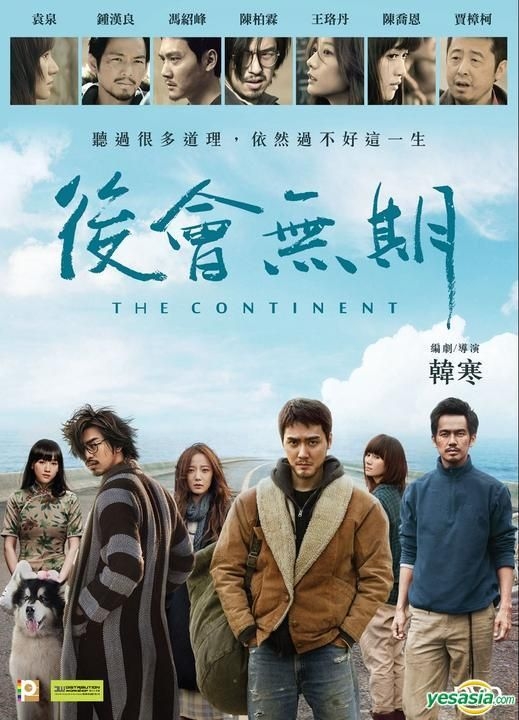 袁泉 鍾漢良 馮紹峰 陳柏霖 王珞丹 陳喬恩 賈樟柯
聽過很多道理，依然過不好這一生
後會無期
THE CONTINENT
編劇/導演
韓寒
DISTRIBUTION
WORKSHOP
yesasia.com